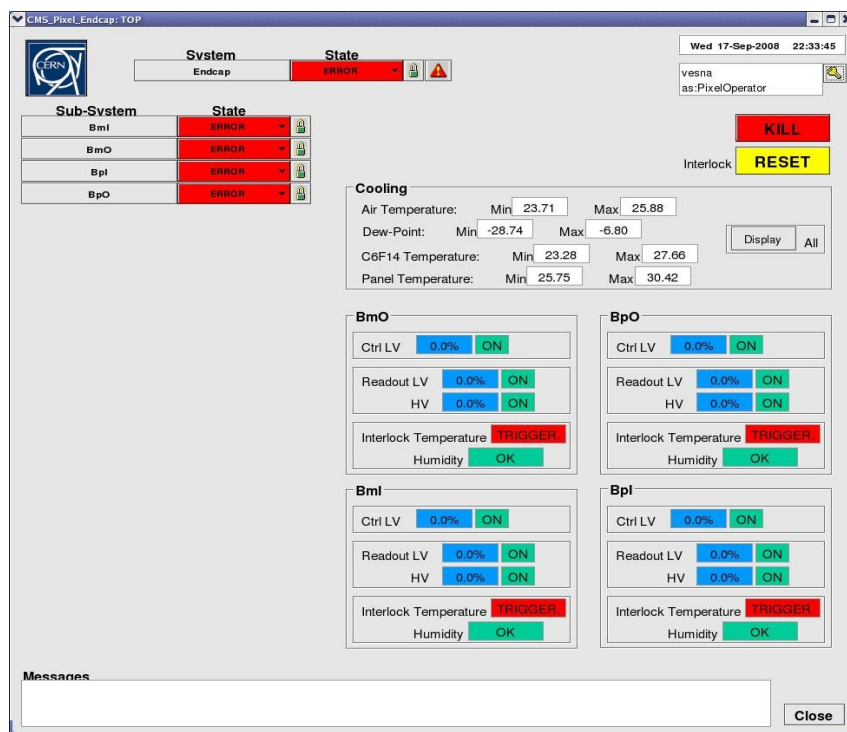 CMS_Pixel_Endcap: TOP
CERN
System State
Endcap ERROR
Wed 17-Sep-2008 22:33:45
vesna
as:PixelOperator
Sub-System State
BmI ERROR
BmO ERROR
BpI ERROR
BpO ERROR
KILL
Interlock RESET
Cooling
Air Temperature: Min 23.71 Max 25.88
Dew-Point: Min -28.74 Max -6.80
C6F14 Temperature: Min 23.28 Max 27.66
Panel Temperature: Min 25.75 Max 30.42
Display All
BmO
Ctrl LV 0.0% ON
Readout LV 0.0% ON
HV 0.0% ON
Interlock Temperature TRIGGER.
Humidity OK
BpO
Ctrl LV 0.0% ON
Readout LV 0.0% ON
HV 0.0% ON
Interlock Temperature TRIGGER.
Humidity OK
BmI
Ctrl LV 0.0% ON
Readout LV 0.0% ON
HV 0.0% ON
Interlock Temperature TRIGGER.
Humidity OK
BpI
Ctrl LV 0.0% ON
Readout LV 0.0% ON
HV 0.0% ON
Interlock Temperature TRIGGER.
Humidity OK
Messages
Close